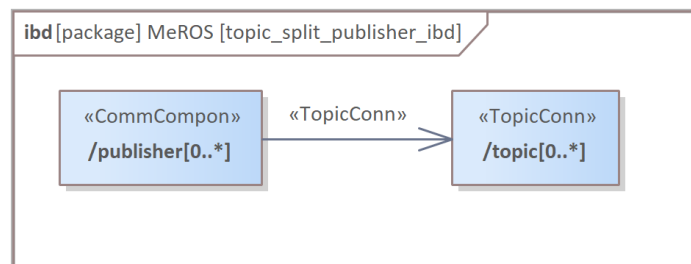 ibd [package] MeROS [topic_split_publisher_ibd]
«CommCompon» «TopicConn» «TopicConn»
/publisher[0..*] /topic[0..*]